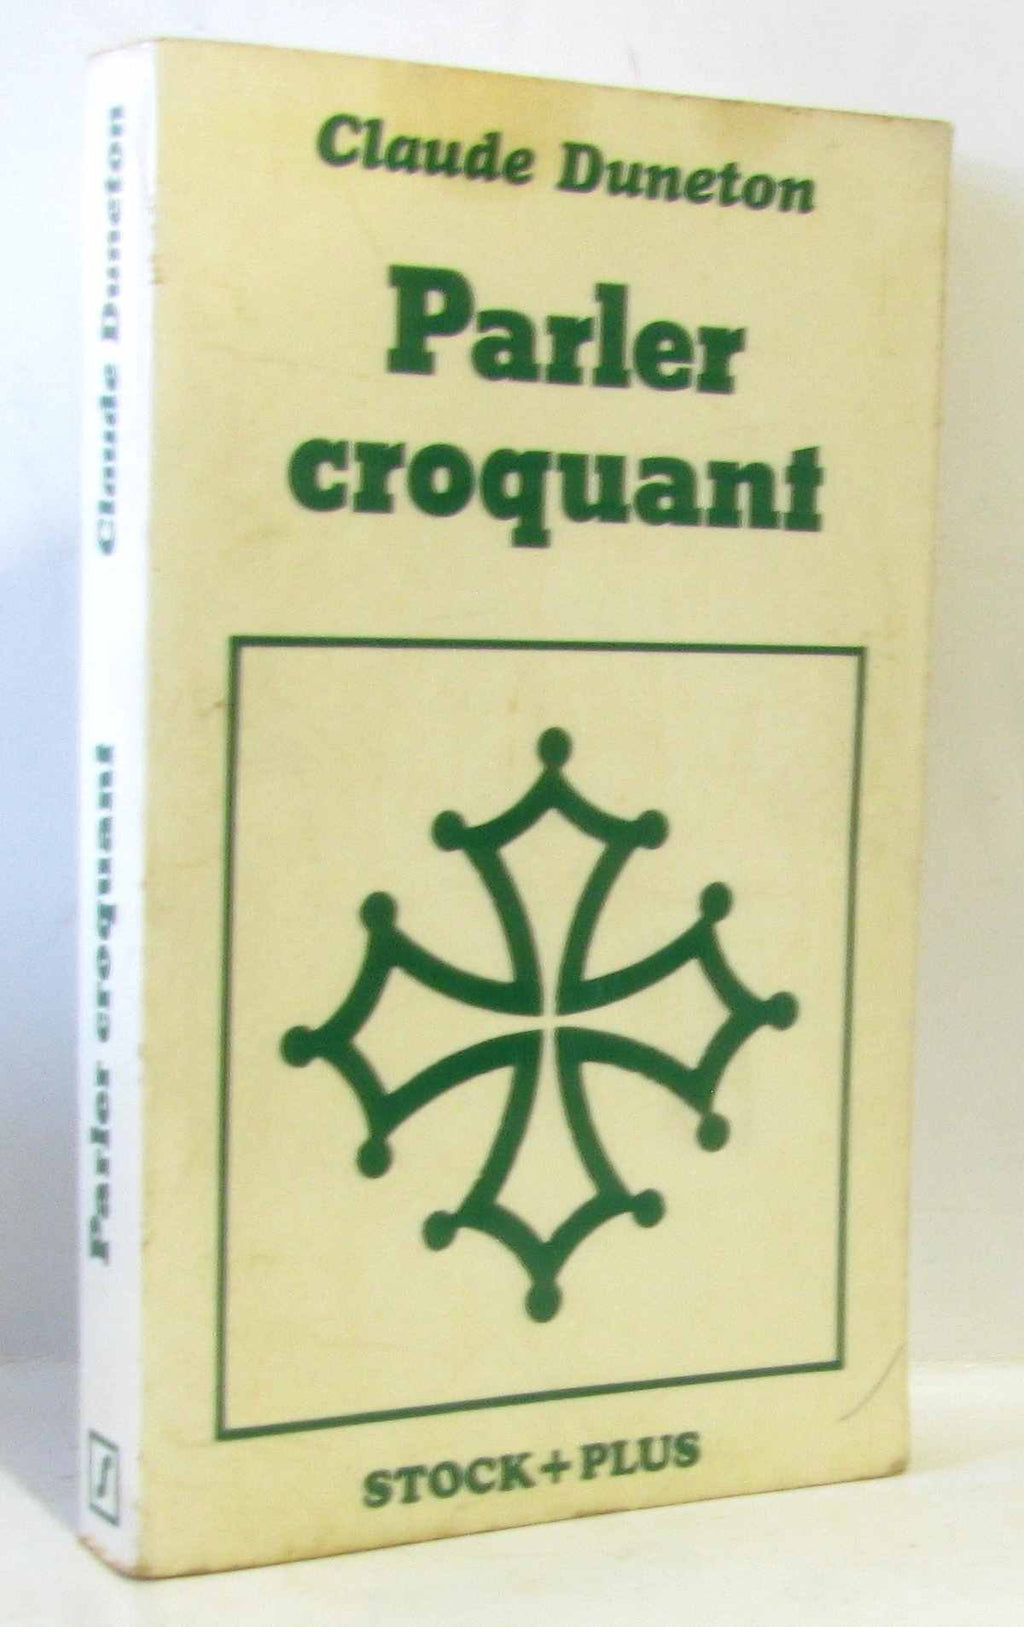 Claude Duneton
Parler
croquant
STOCK+PLUS
Parler croquant Claude Duneton
S